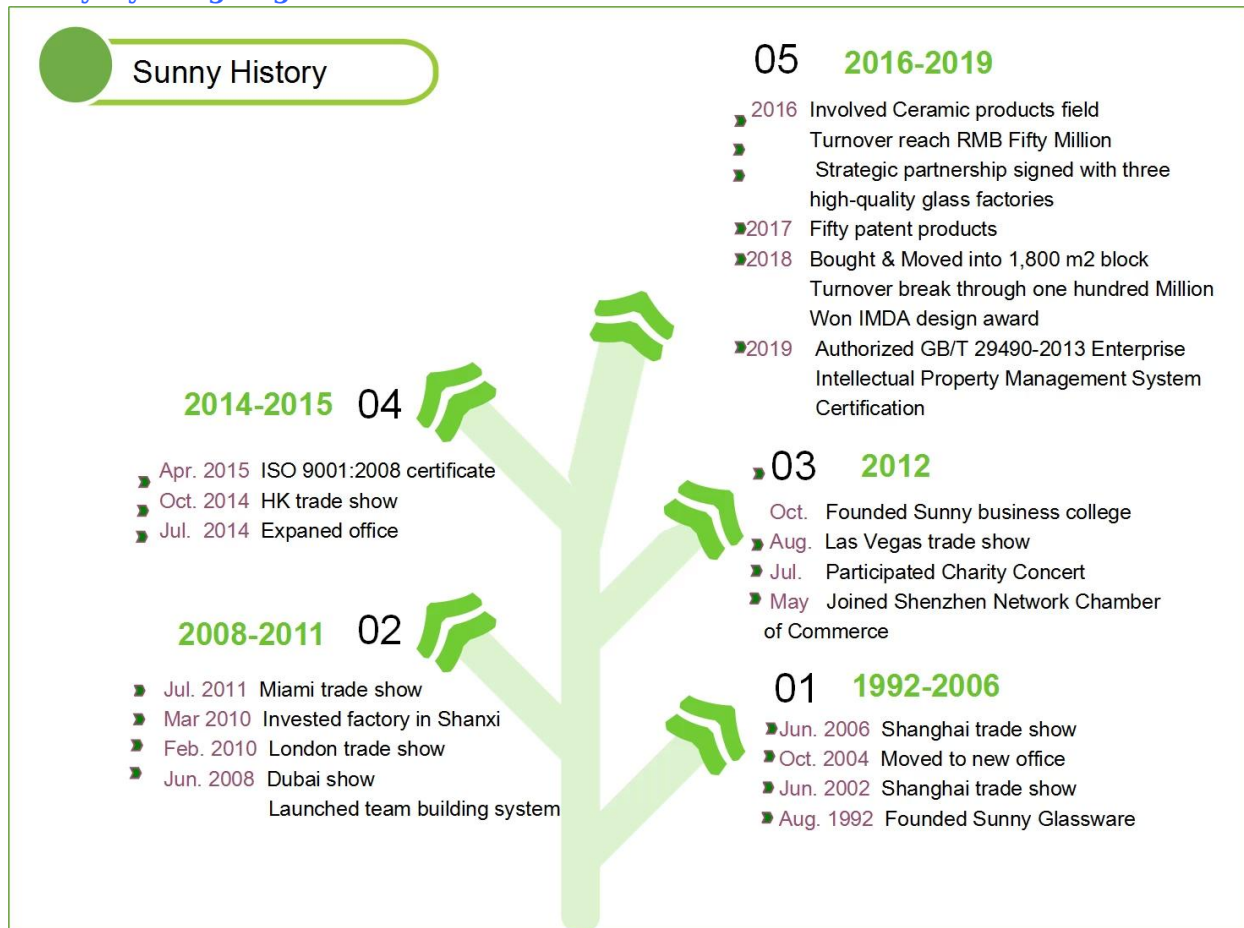 Sunny History
05 2016-2019
2016 Involved Ceramic products field
Turnover reach RMB Fifty Million
Strategic partnership signed with three
high-quality glass factories
2017 Fifty patent products
2018 Bought & Moved into 1,800 m2 block
Turnover break through one hundred Million
Won IMDA design award
2019 Authorized GB/T 29490-2013 Enterprise
Intellectual Property Management System
Certification
2014-2015 04
Apr. 2015 ISO 9001:2008 certificate
Oct. 2014 HK trade show
Jul. 2014 Expaned office
03 2012
Oct. Founded Sunny business college
Aug. Las Vegas trade show
Jul. Participated Charity Concert
May Joined Shenzhen Network Chamber
of Commerce
2008-2011 02
Jul. 2011 Miami trade show
Mar 2010 Invested factory in Shanxi
Feb. 2010 London trade show
Jun. 2008 Dubai show
Launched team building system
01 1992-2006
Jun. 2006 Shanghai trade show
Oct. 2004 Moved to new office
Jun. 2002 Shanghai trade show
Aug. 1992 Founded Sunny Glassware